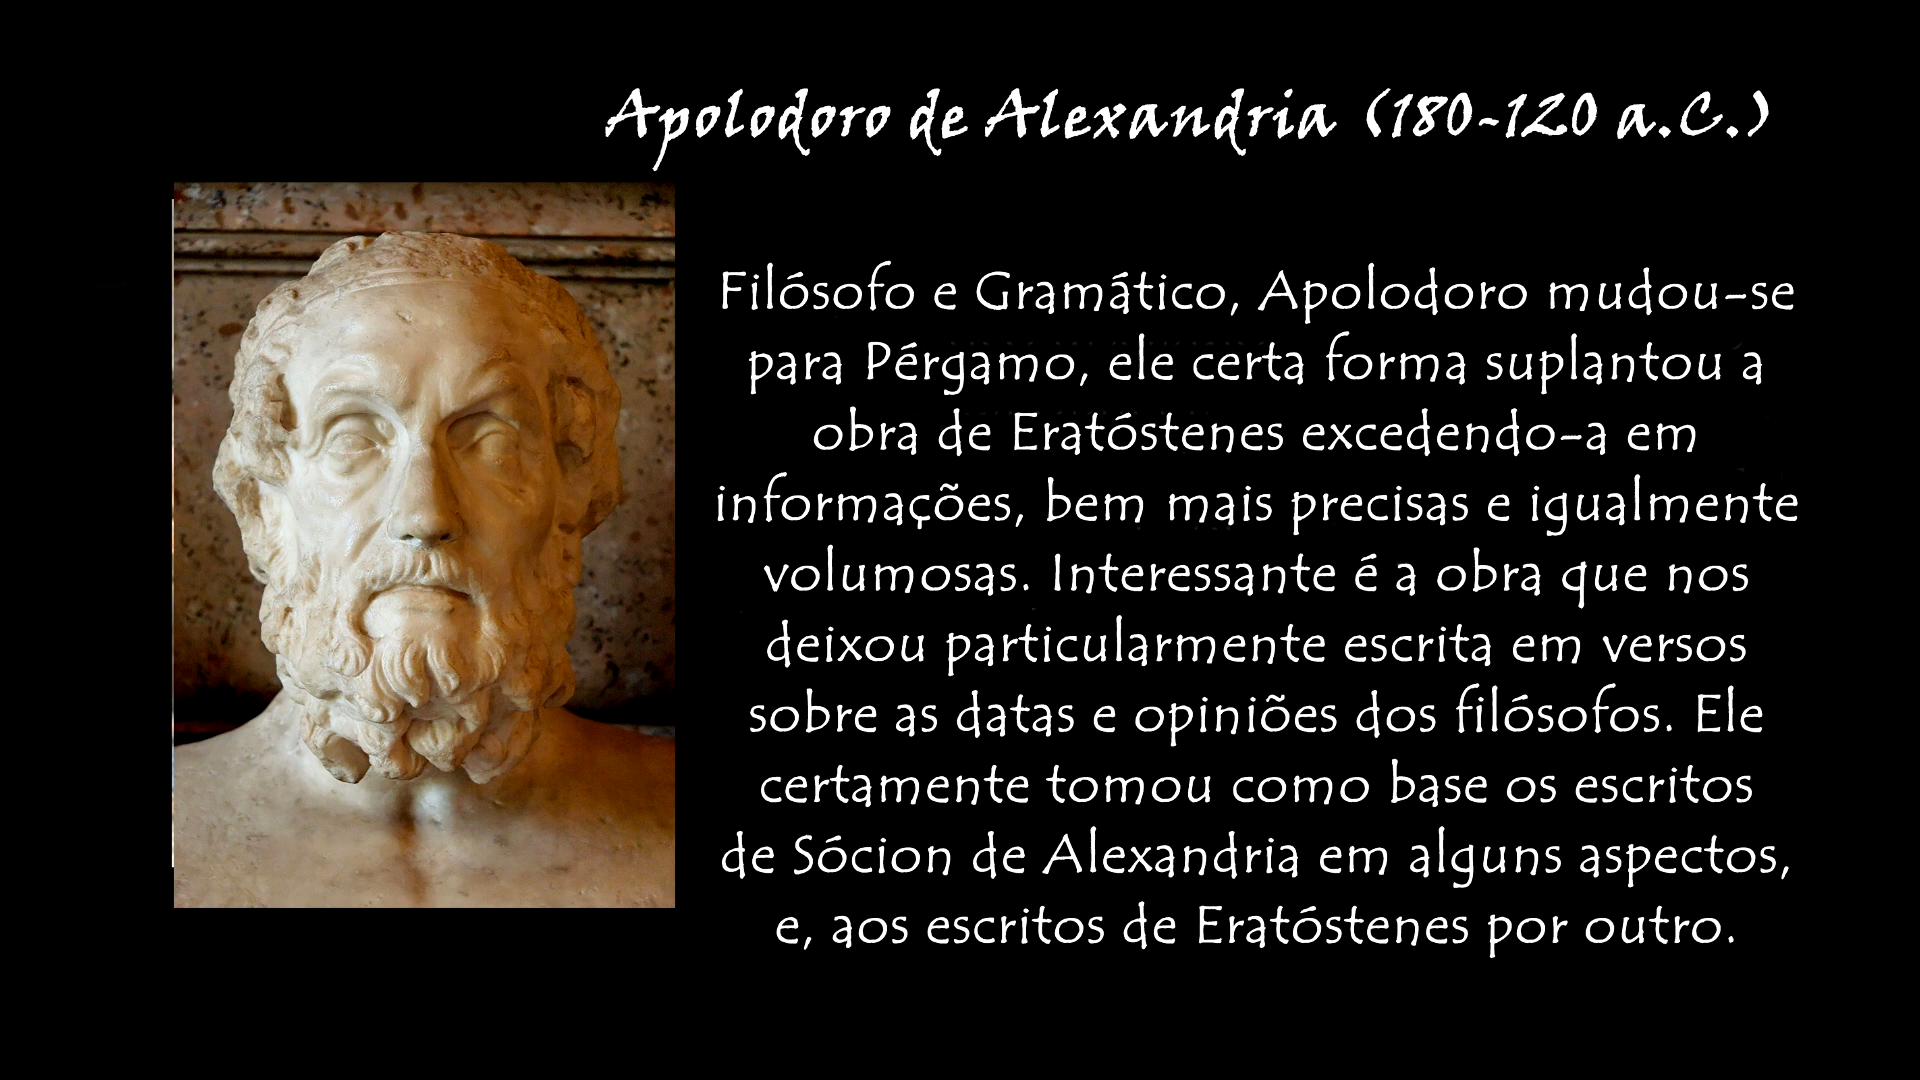 Apolodoro de Alexandria (180-120 a.C.)
Filósofo e Gramático, Apolodoro mudou-se
para Pérgamo, ele certa forma suplantou a
obra de Eratóstenes excedendo-a em
informações, bem mais precisas e igualmente
volumosas. Interessante é a obra que nos
deixou particularmente escrita em versos
sobre as datas e opiniões dos filósofos. Ele
certamente tomou como base os escritos
de Sócion de Alexandria em alguns aspectos,
e, aos escritos de Eratóstenes por outro.